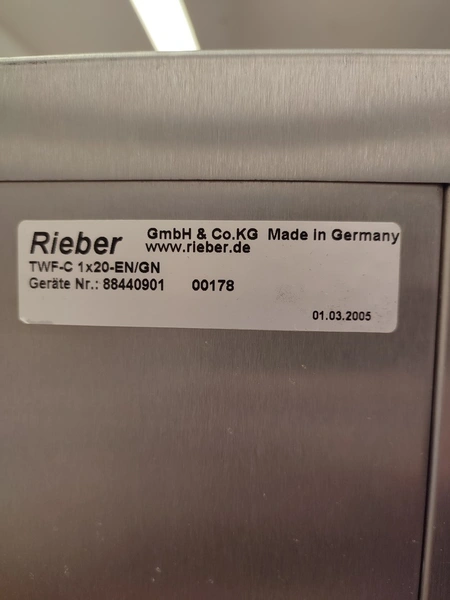 Rieber GmbH & Co.KG Made in Germany
www.rieber.de
TWF-C 1x20-EN/GN
Geräte Nr.: 88440901 00178
01.03.2005